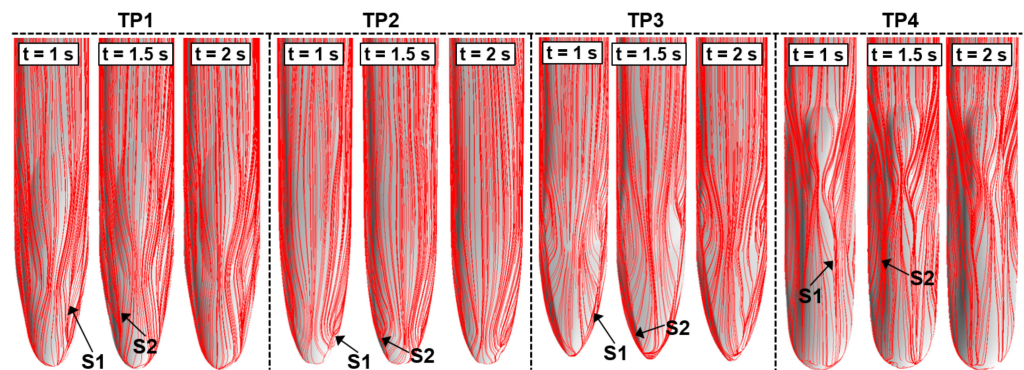 TP1 TP2 TP3 TP4
t = 1 s t = 1.5 s t = 2 s t = 1 s t = 1.5 s t = 2 s t = 1 s t = 1.5 s t = 2 s t = 1 s t = 1.5 s t = 2 s
S1 S2 S1 S2 S1 S2 S1 S2